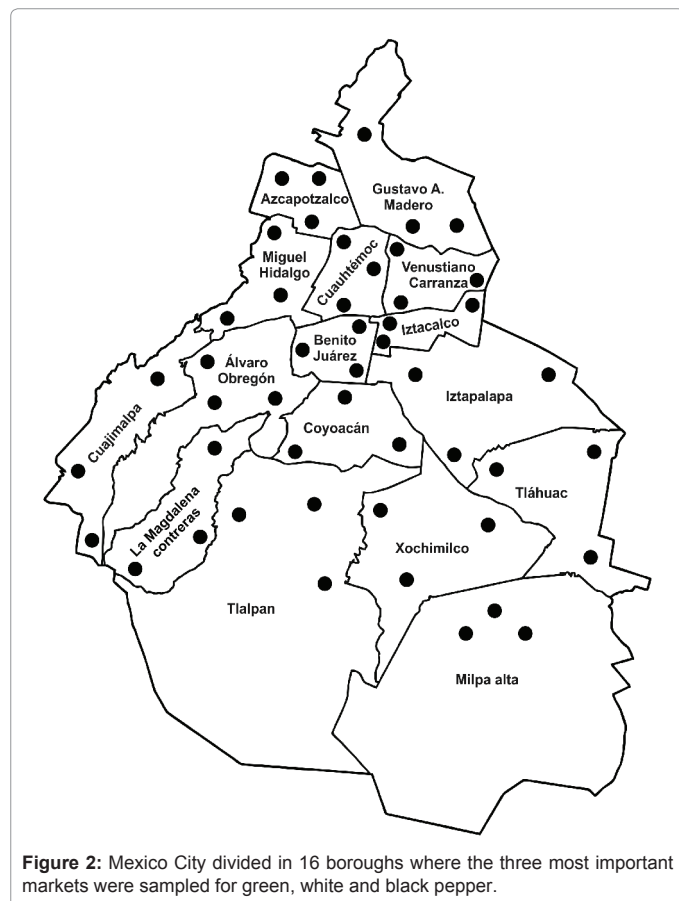 Gustavo A.
Madero
Azcapotzalco
Miguel
Hidalgo
Cuauhtémoc
Venustiano
Carranza
Iztacalco
Benito
Juárez
Álvaro
Obregón
Iztapalapa
Cuajimalpa
Coyoacán
La Magdalena
contreras
Tláhuac
Xochimilco
Tlalpan
Milpa alta
Figure 2: Mexico City divided in 16 boroughs where the three most important
markets were sampled for green, white and black pepper.